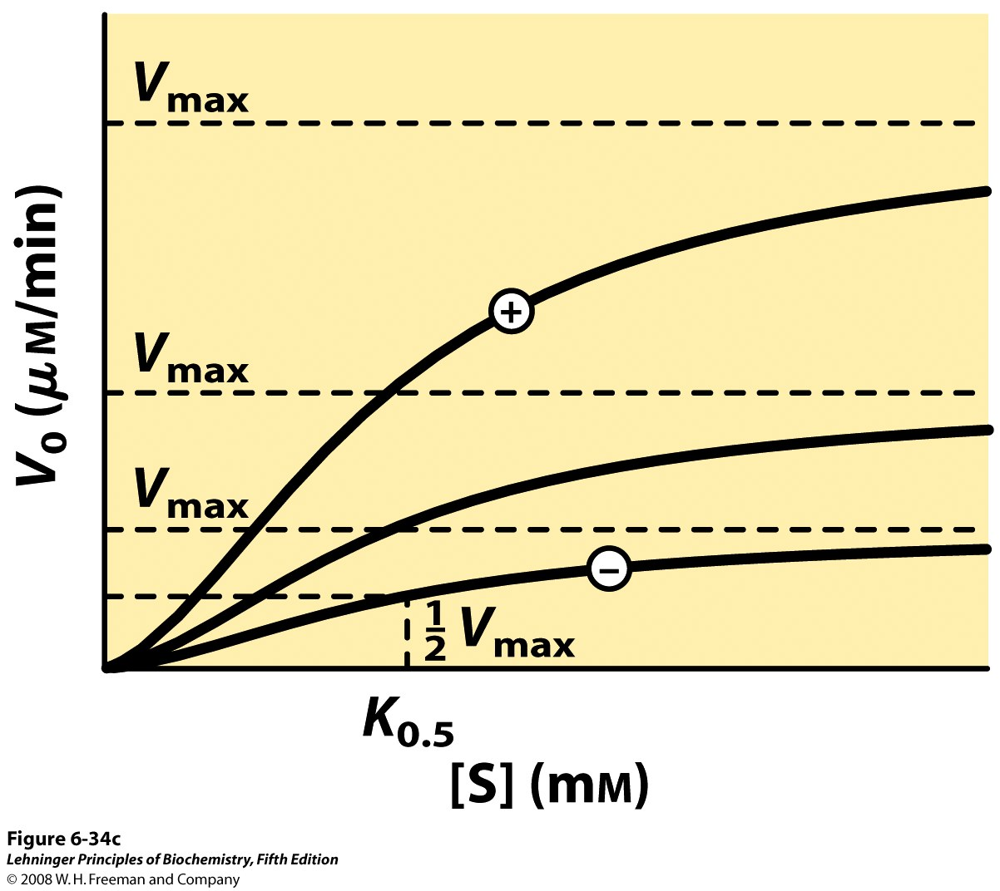 Vmax
Vmax
Vmax
V0 (μM/min)
+
−
1/2 Vmax
K0.5
[S] (mM)
Figure 6-34c
Lehninger Principles of Biochemistry, Fifth Edition
© 2008 W. H. Freeman and Company